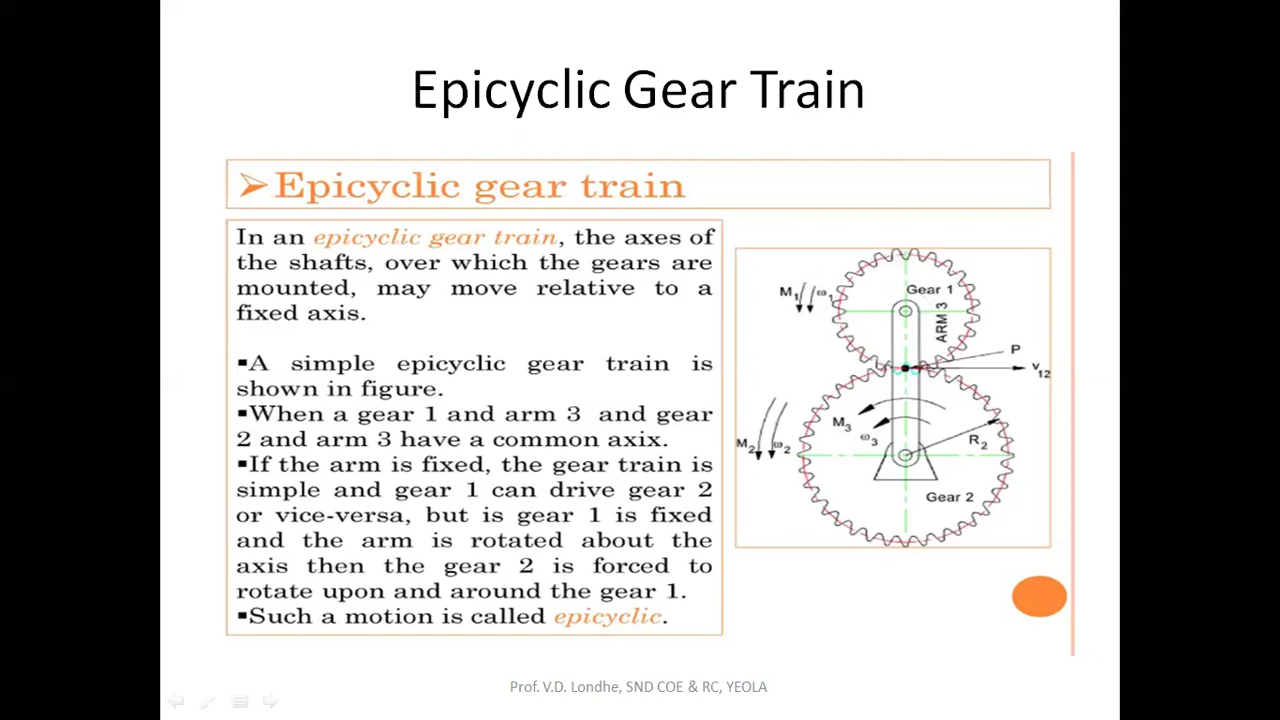 Epicyclic Gear Train
➤Epicyclic gear train
In an epicyclic gear train, the axes of
the shafts, over which the gears are
mounted, may move relative to a
fixed axis.
▪A simple epicyclic gear train is
shown in figure.
▪When a gear 1 and arm 3 and gear
2 and arm 3 have a common axix.
▪If the arm is fixed, the gear train is
simple and gear 1 can drive gear 2
or vice-versa, but is gear 1 is fixed
and the arm is rotated about the
axis then the gear 2 is forced to
rotate upon and around the gear 1.
▪Such a motion is called epicyclic.
Gear 1
M1 ω1
ARM 3
P
V12
M3
ω3
M2 ω2
R2
Gear 2
Prof. V.D. Londhe, SND COE & RC, YEOLA